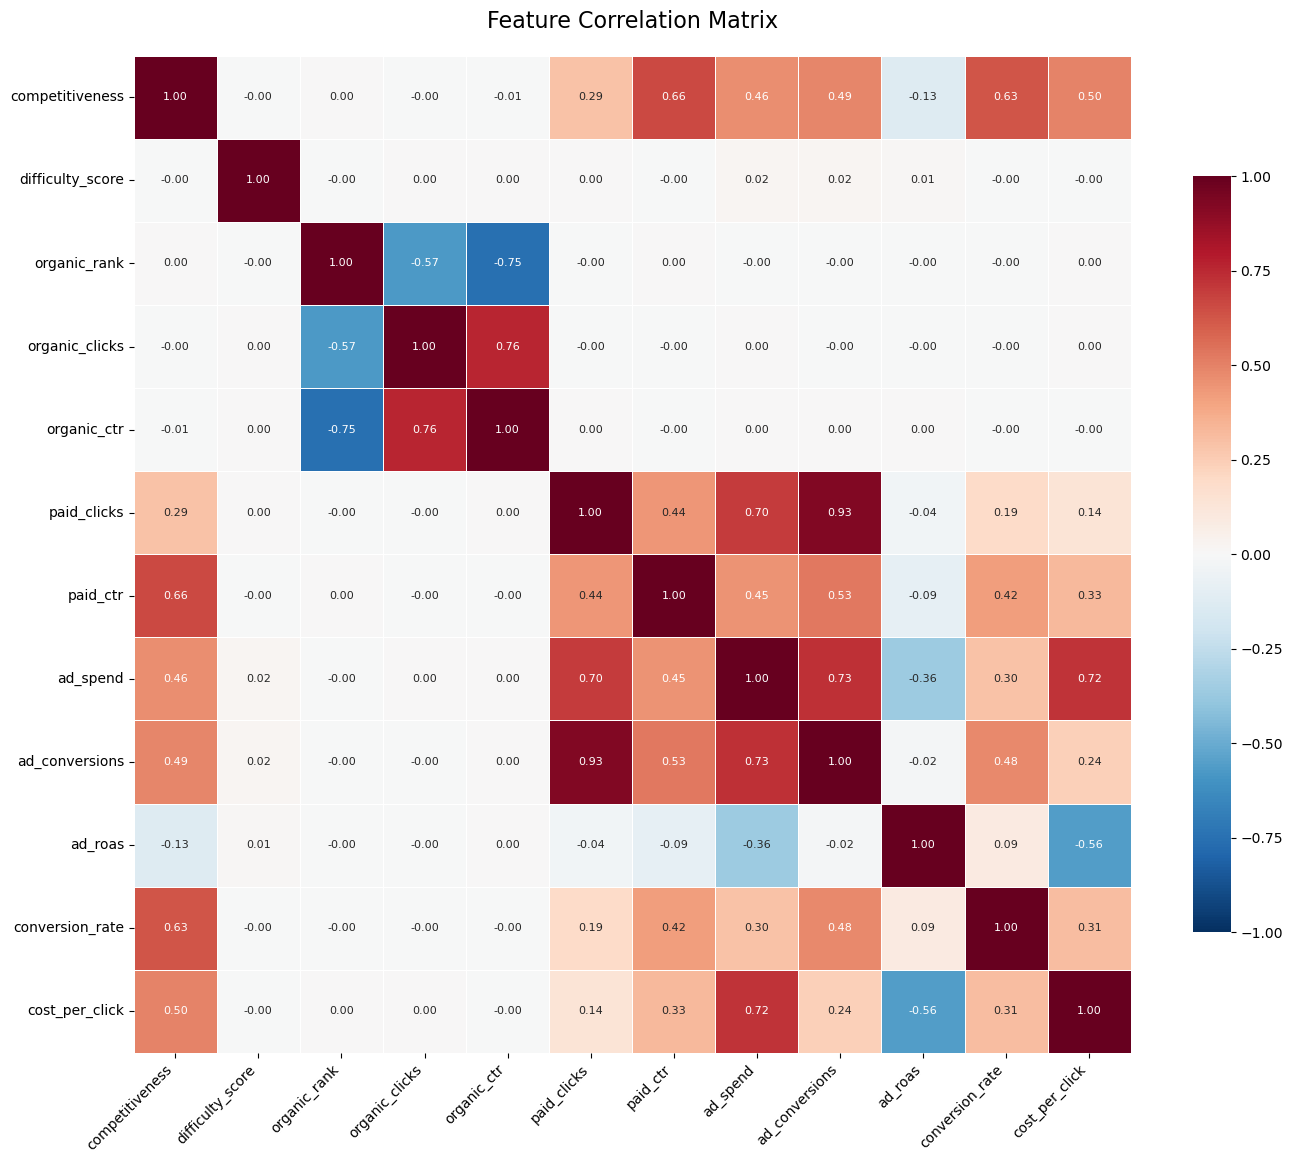 Feature Correlation Matrix
competitiveness 1.00 -0.00 0.00 -0.00 -0.01 0.29 0.66 0.46 0.49 -0.13 0.63 0.50
difficulty_score -0.00 1.00 -0.00 0.00 0.00 0.00 -0.00 0.02 0.02 0.01 -0.00 -0.00
organic_rank 0.00 -0.00 1.00 -0.57 -0.75 -0.00 0.00 -0.00 -0.00 -0.00 -0.00 0.00
organic_clicks -0.00 0.00 -0.57 1.00 0.76 -0.00 -0.00 0.00 -0.00 -0.00 -0.00 0.00
organic_ctr -0.01 0.00 -0.75 0.76 1.00 0.00 -0.00 0.00 0.00 0.00 -0.00 -0.00
paid_clicks 0.29 0.00 -0.00 -0.00 0.00 1.00 0.44 0.70 0.93 -0.04 0.19 0.14
paid_ctr 0.66 -0.00 0.00 -0.00 -0.00 0.44 1.00 0.45 0.53 -0.09 0.42 0.33
ad_spend 0.46 0.02 -0.00 0.00 0.00 0.70 0.45 1.00 0.73 -0.36 0.30 0.72
ad_conversions 0.49 0.02 -0.00 -0.00 0.00 0.93 0.53 0.73 1.00 -0.02 0.48 0.24
ad_roas -0.13 0.01 -0.00 -0.00 0.00 -0.04 -0.09 -0.36 -0.02 1.00 0.09 -0.56
conversion_rate 0.63 -0.00 -0.00 -0.00 -0.00 0.19 0.42 0.30 0.48 0.09 1.00 0.31
cost_per_click 0.50 -0.00 0.00 0.00 -0.00 0.14 0.33 0.72 0.24 -0.56 0.31 1.00
competitiveness difficulty_score organic_rank organic_clicks organic_ctr paid_clicks paid_ctr ad_spend ad_conversions ad_roas conversion_rate cost_per_click
1.00
0.75
0.50
0.25
0.00
−0.25
−0.50
−0.75
−1.00